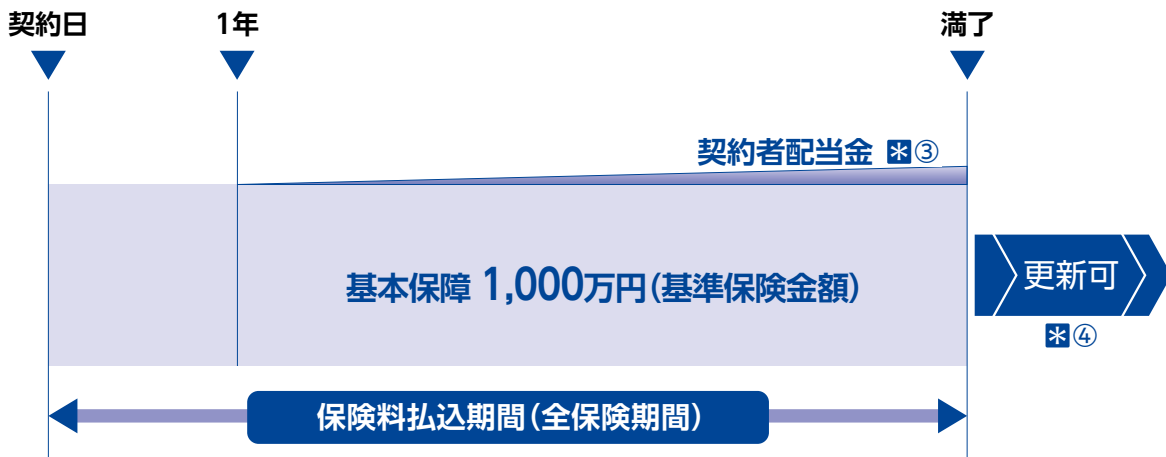 契約日 1年 満了
契約者配当金 *③
基本保障 1,000万円(基準保険金額)
更新可
*④
保険料払込期間(全保険期間)